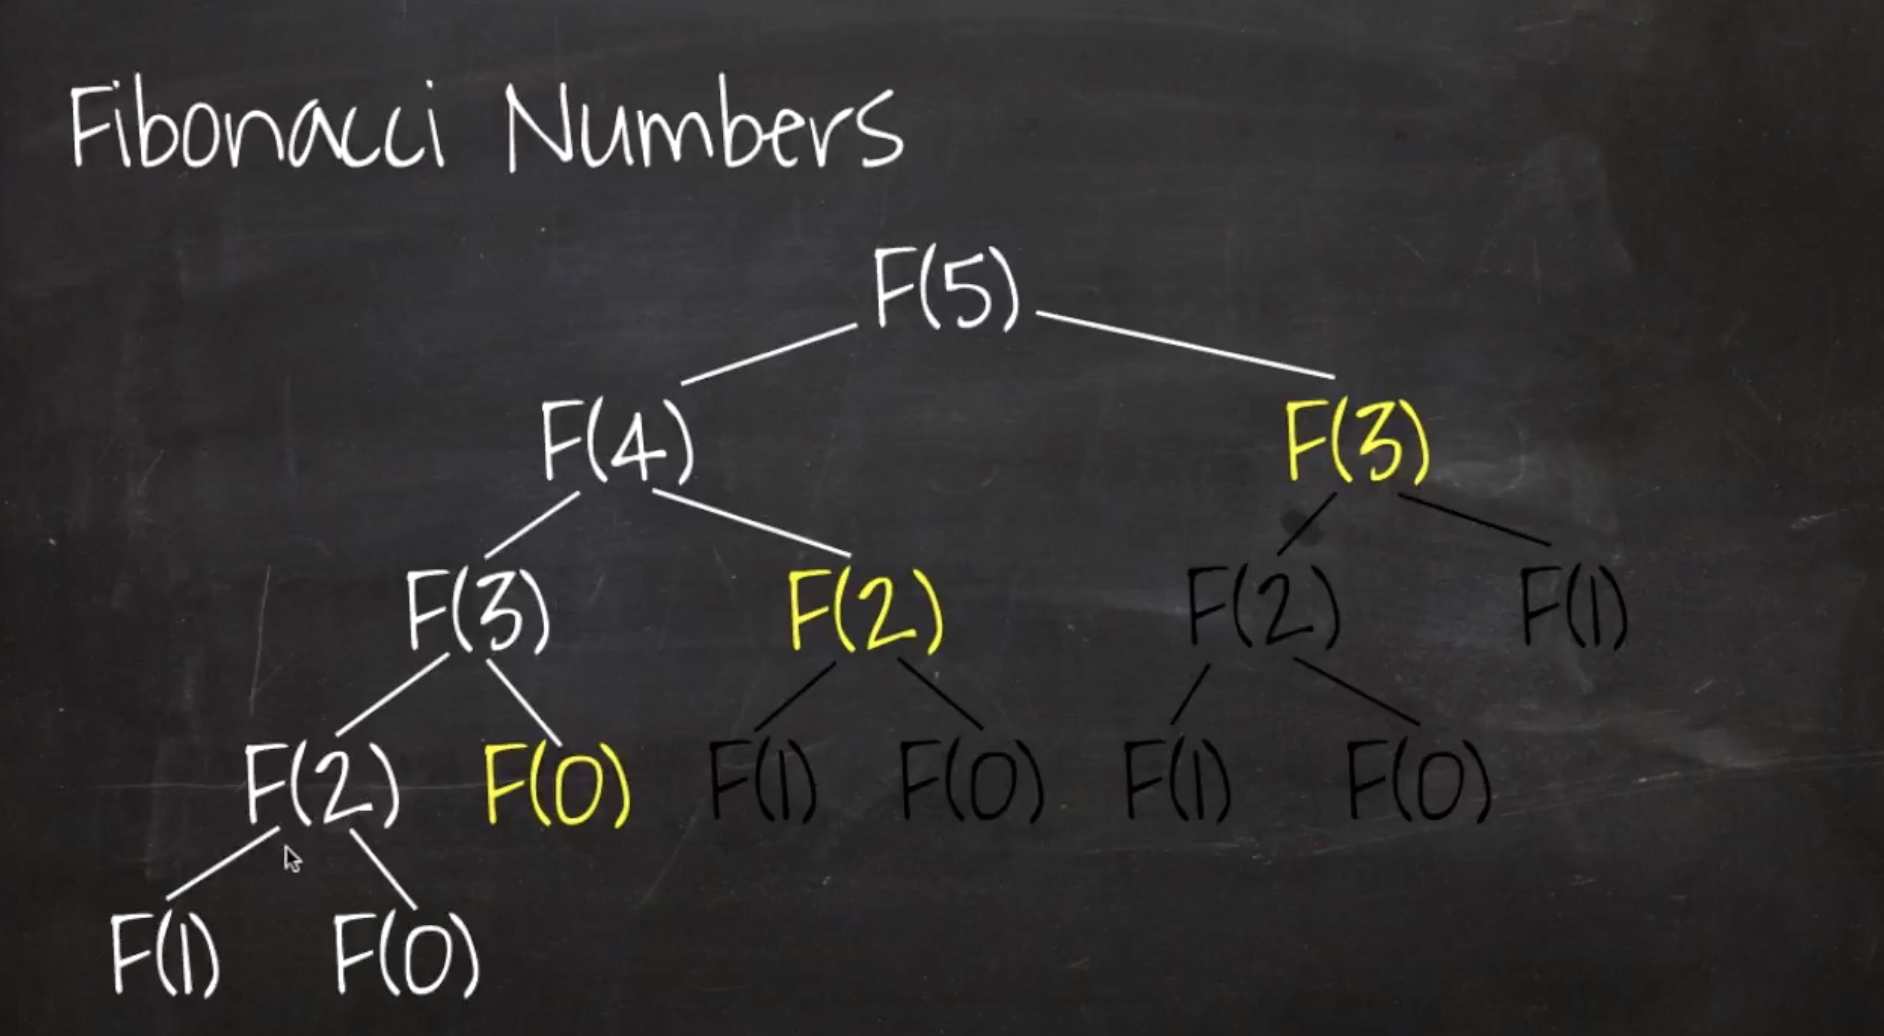 Fibonacci Numbers
F(5)
F(4) F(3)
F(3) F(2) F(2) F(1)
F(2) F(0) F(1) F(0) F(1) F(0)
F(1) F(0)